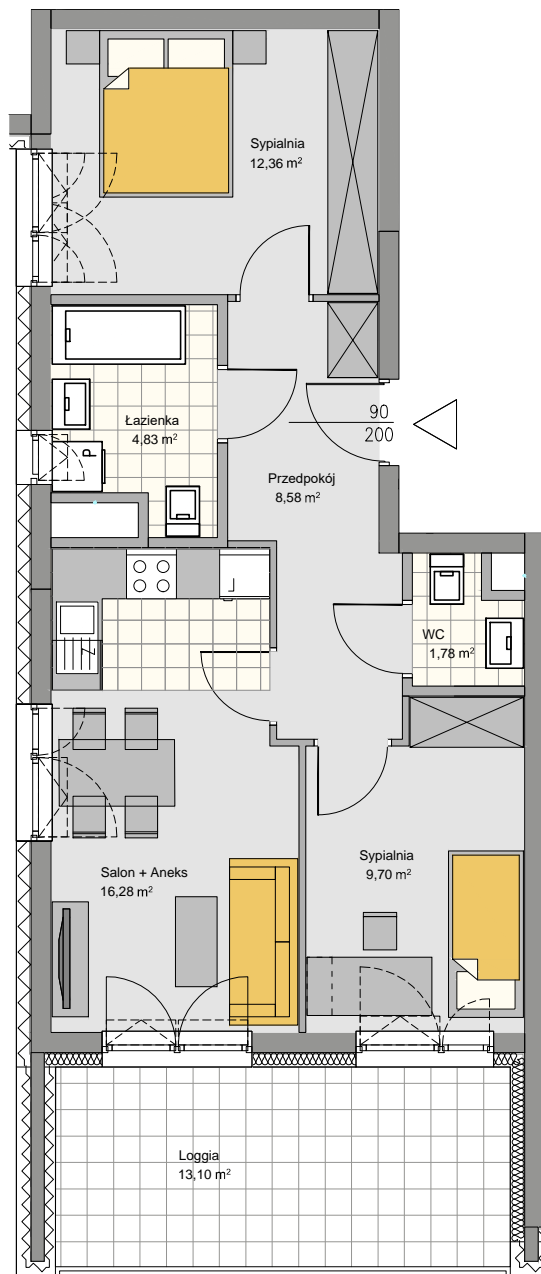 Sypialnia
12,36 m²
Łazienka
4,83 m²
P
90
200
Przedpokój
8,58 m²
WC
1,78 m²
L
Z
Salon + Aneks
16,28 m²
Sypialnia
9,70 m²
Loggia
13,10 m²